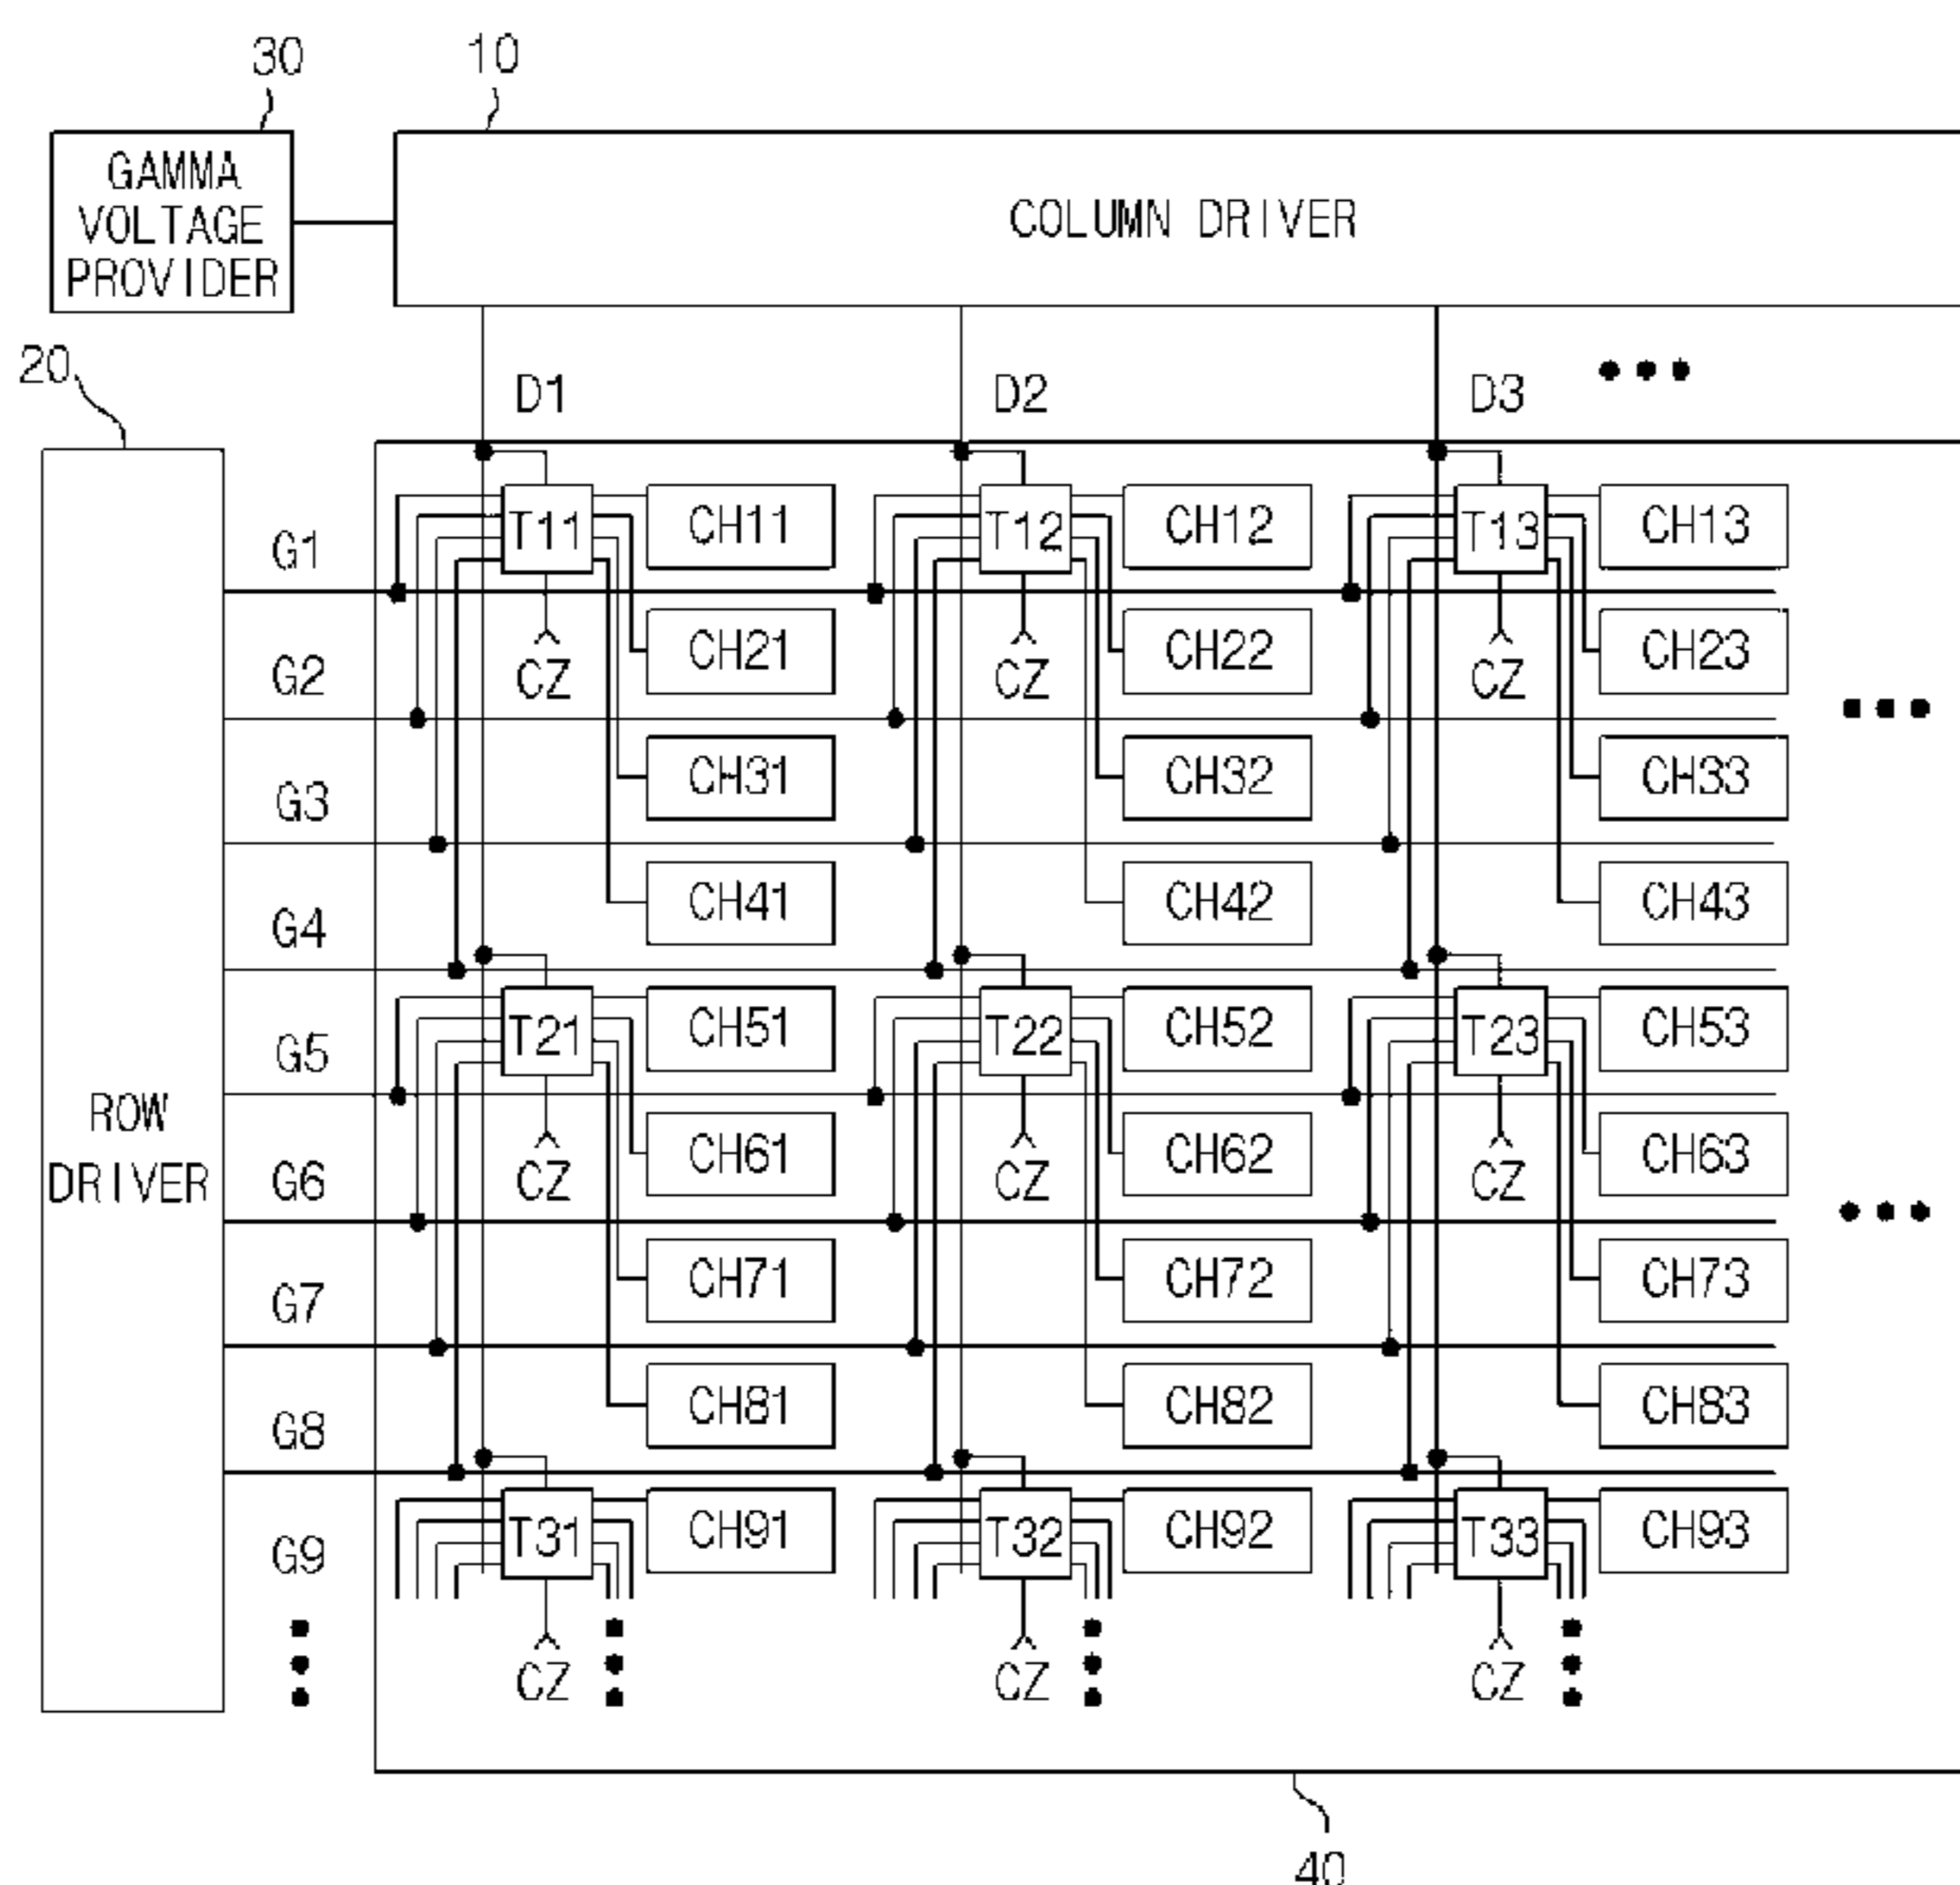 30
10
GAMMA
VOLTAGE
PROVIDER
COLUMN DRIVER
20
D1 D2 D3
G1 T11 CH11 T12 CH12 T13 CH13
G2 CZ CH21 CZ CH22 CZ CH23
G3 CH31 CH32 CH33
G4 CH41 CH42 CH43
G5 T21 CH51 T22 CH52 T23 CH53
ROW
DRIVER
G6 CZ CH61 CZ CH62 CZ CH63
G7 CH71 CH72 CH73
G8 CH81 CH82 CH83
G9 T31 CH91 T32 CH92 T33 CH93
CZ CZ CZ
40